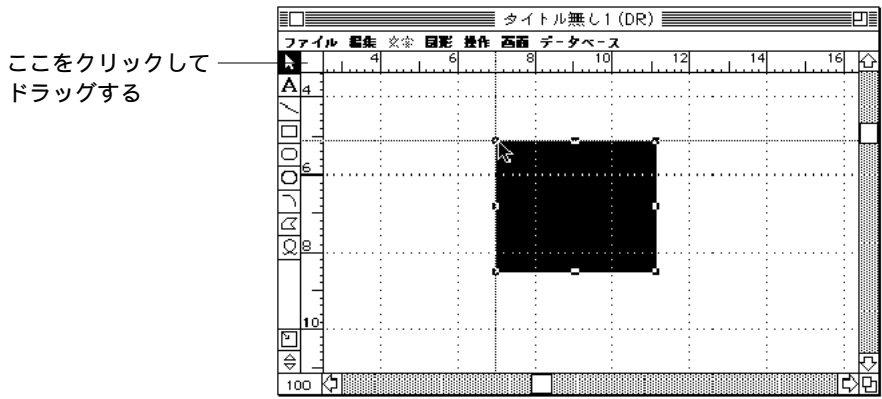 タイトル無し1 (DR)
ファイル 編集 文字 図形 操作 画面 データベース
ここをクリックして
ドラッグする
4 6 8 10 12 14 16
A
4
6
8
10
100